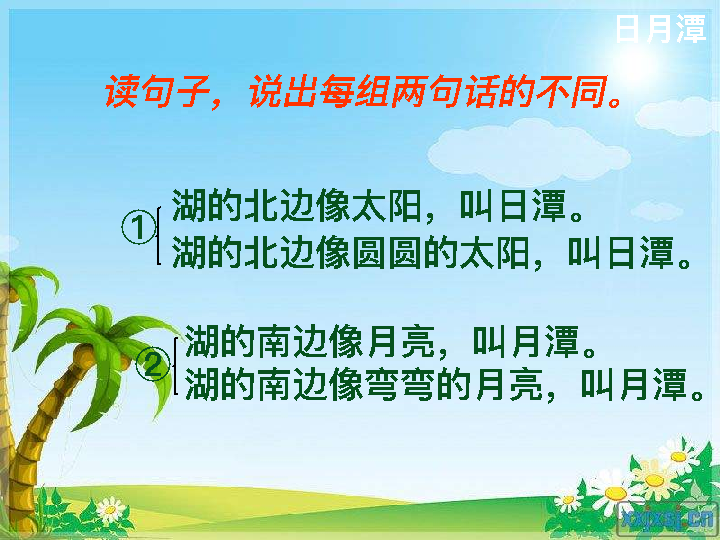 日月潭
读句子，说出每组两句话的不同。
① 湖的北边像太阳，叫日潭。
湖的北边像圆圆的太阳，叫日潭。
② 湖的南边像月亮，叫月潭。
湖的南边像弯弯的月亮，叫月潭。